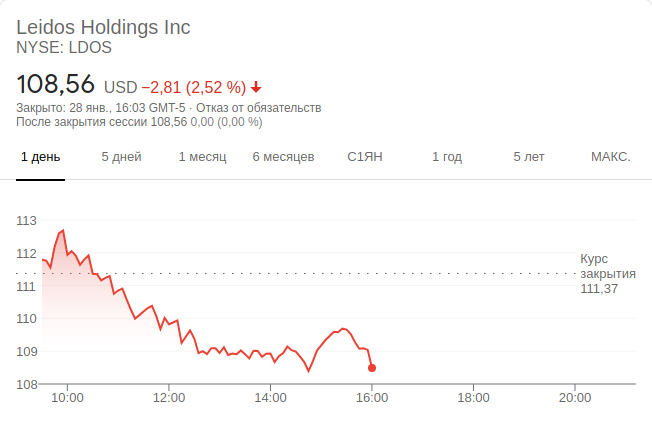 Leidos Holdings Inc
NYSE: LDOS
108,56 USD −2,81 (2,52 %)
Закрыто: 28 янв., 16:03 GMT-5 · Отказ от обязательств
После закрытия сессии 108,56 0,00 (0,00 %)
1 день 5 дней 1 месяц 6 месяцев С1ЯН 1 год 5 лет МАКС.
113
112
111
110
109
108
Курс
закрытия
111,37
10:00 12:00 14:00 16:00 18:00 20:00